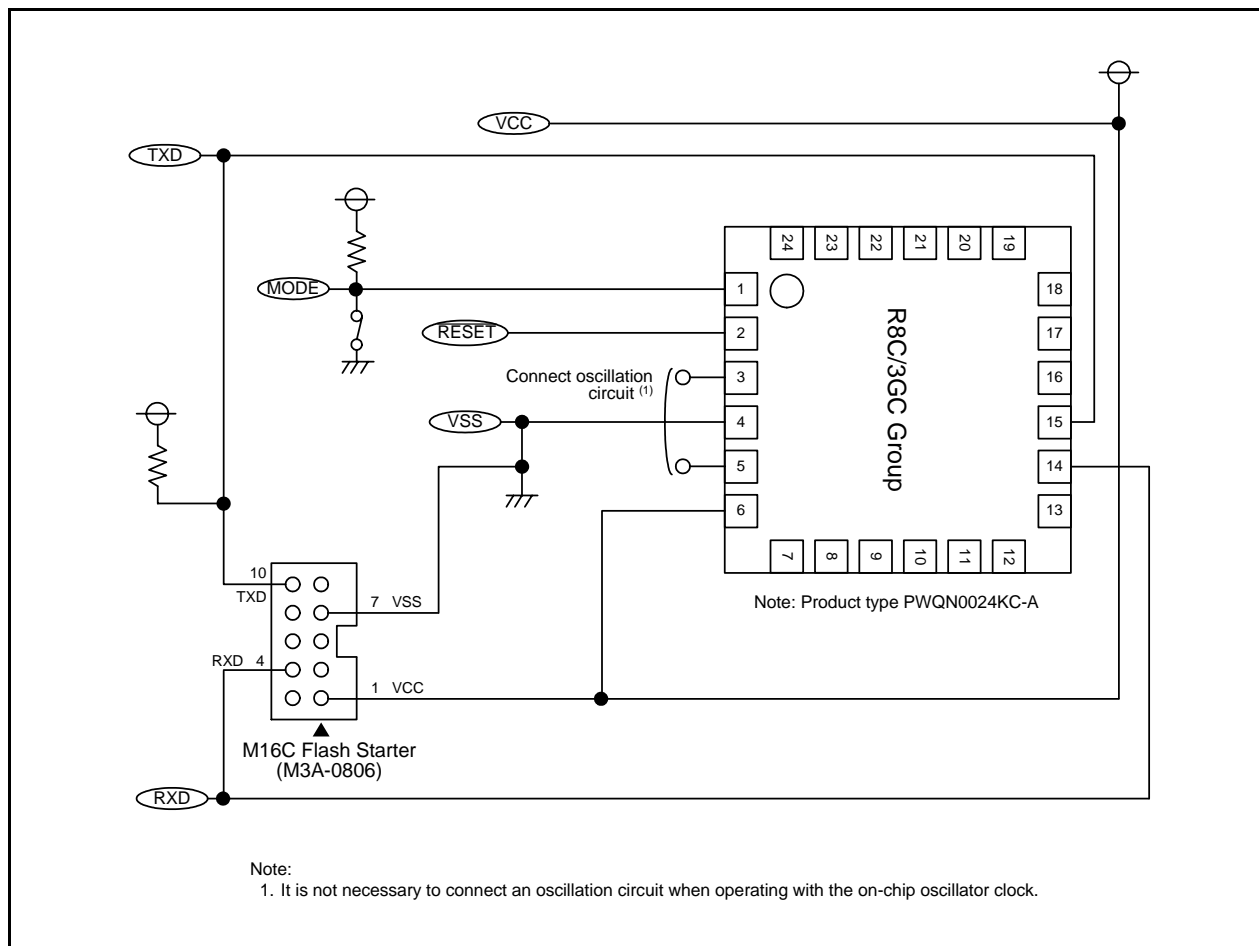 VCC
TXD
24
23
22
21
20
19
MODE
1
18
RESET
2
17
Connect oscillation
circuit (1)
3
16
VSS
4
15
5
14
6
13
R8C/3GC Group
7
8
9
10
11
12
Note: Product type PWQN0024KC-A
10
TXD
7 VSS
RXD 4
1 VCC
M16C Flash Starter
(M3A-0806)
RXD
Note:
1. It is not necessary to connect an oscillation circuit when operating with the on-chip oscillator clock.